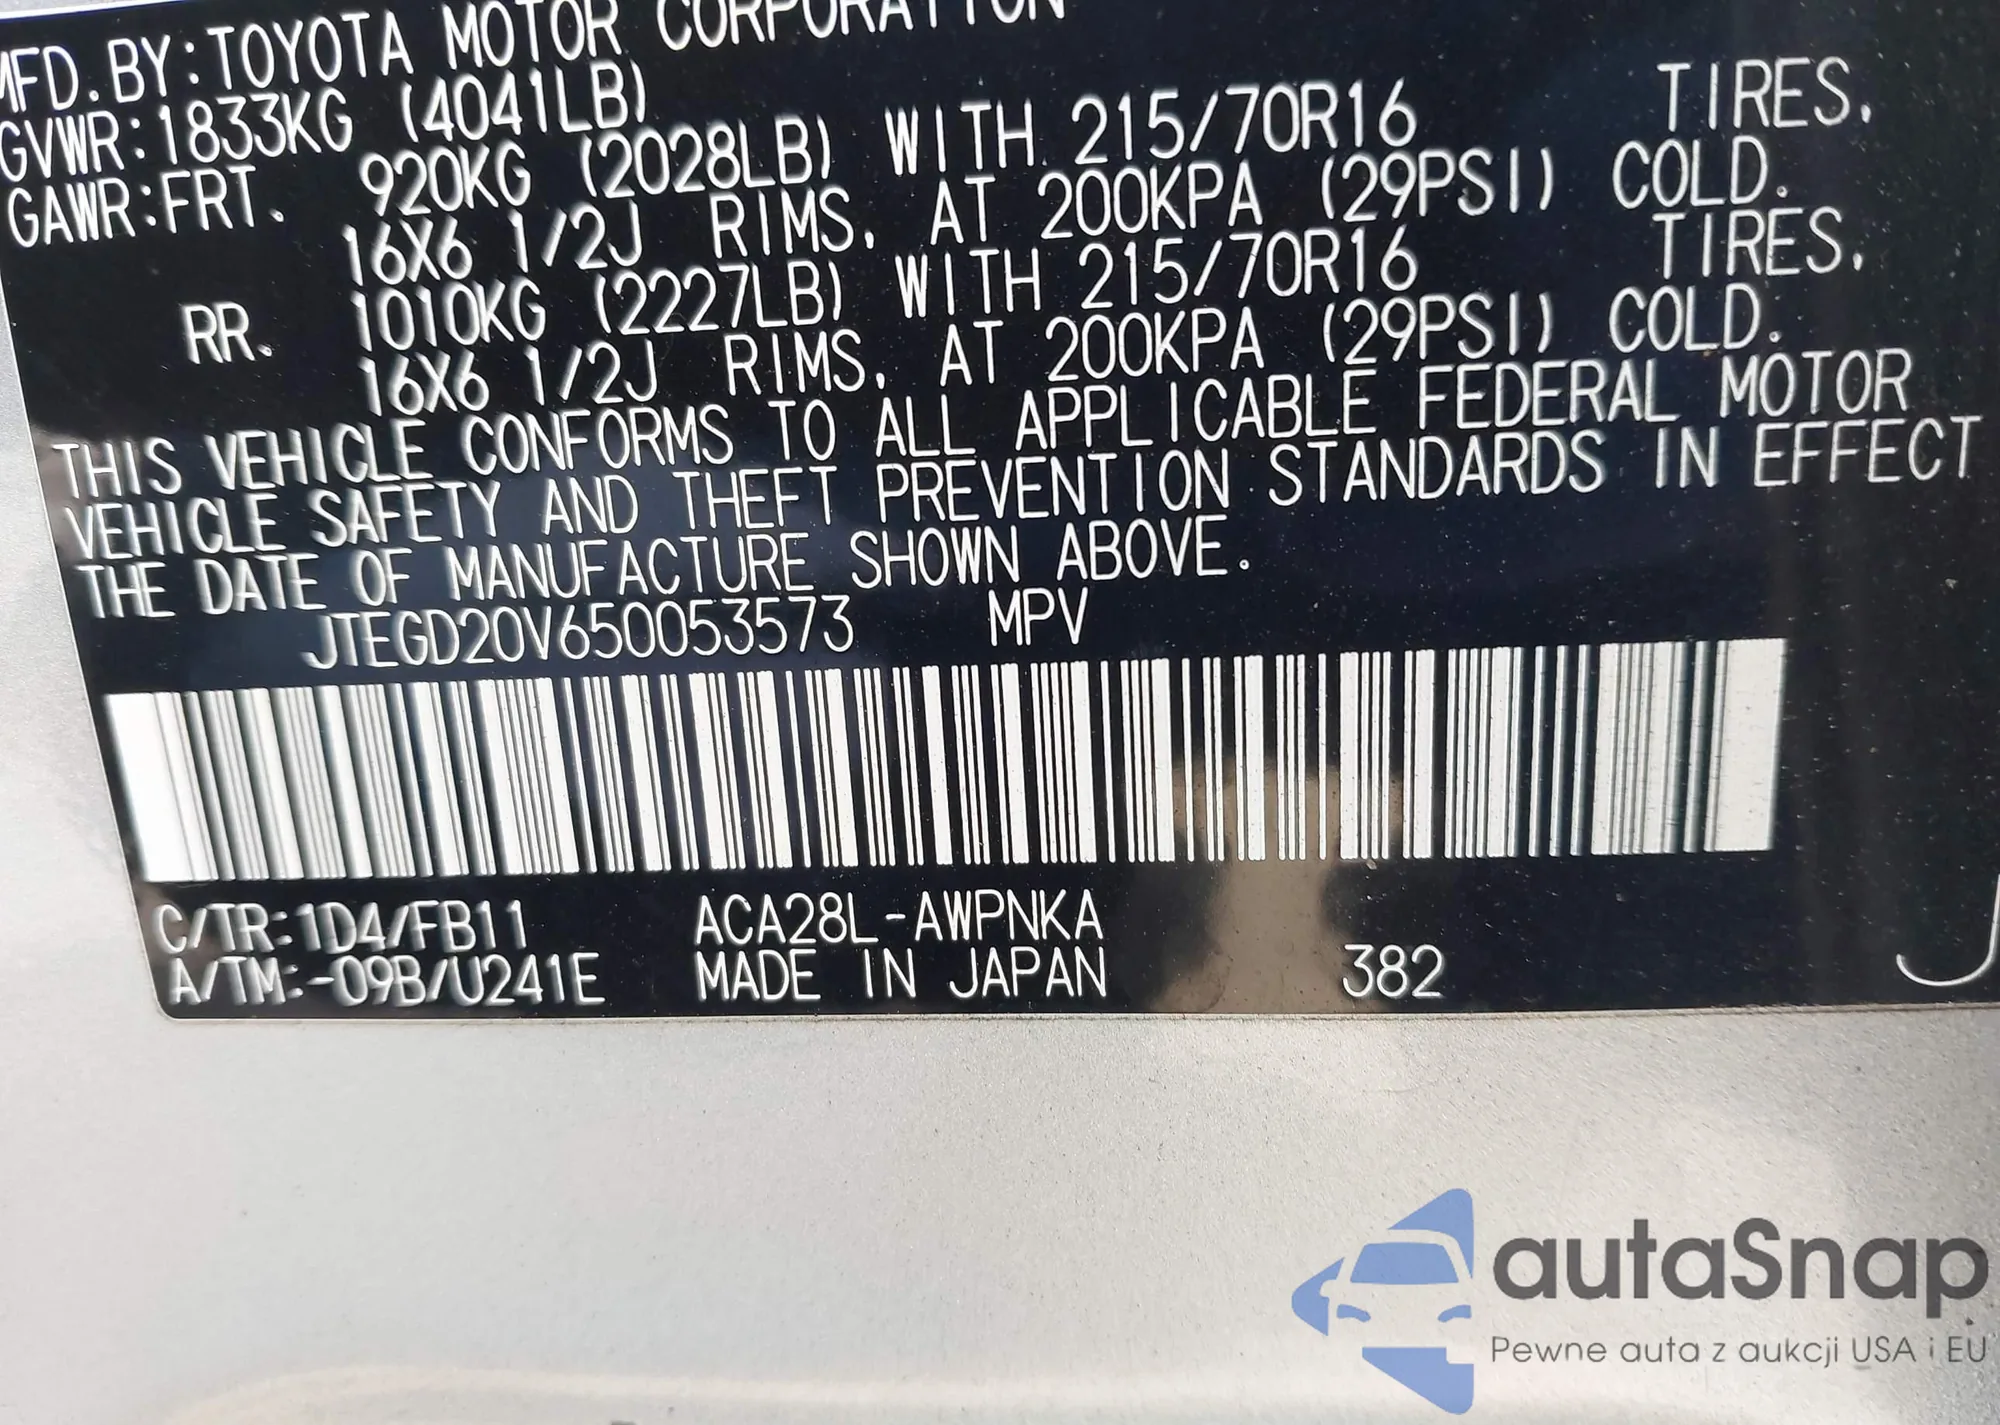 MFD. BY: TOYOTA MOTOR CORPORATION
GVWR: 1833KG (4041LB)
GAWR: FRT. 920KG (2028LB) WITH 215/70R16 TIRES,
16X6 1/2J RIMS, AT 200KPA (29PSI) COLD.
RR. 1010KG (2227LB) WITH 215/70R16 TIRES,
16X6 1/2J RIMS, AT 200KPA (29PSI) COLD.
THIS VEHICLE CONFORMS TO ALL APPLICABLE FEDERAL MOTOR
VEHICLE SAFETY AND THEFT PREVENTION STANDARDS IN EFFECT
THE DATE OF MANUFACTURE SHOWN ABOVE.
JTEGD20V650053573 MPV
C/TR: 1D4/FB11 ACA28L-AWPNKA
A/TM: -09B/U241E MADE IN JAPAN 382
autaSnap
Pewne auta z aukcji USA i EU